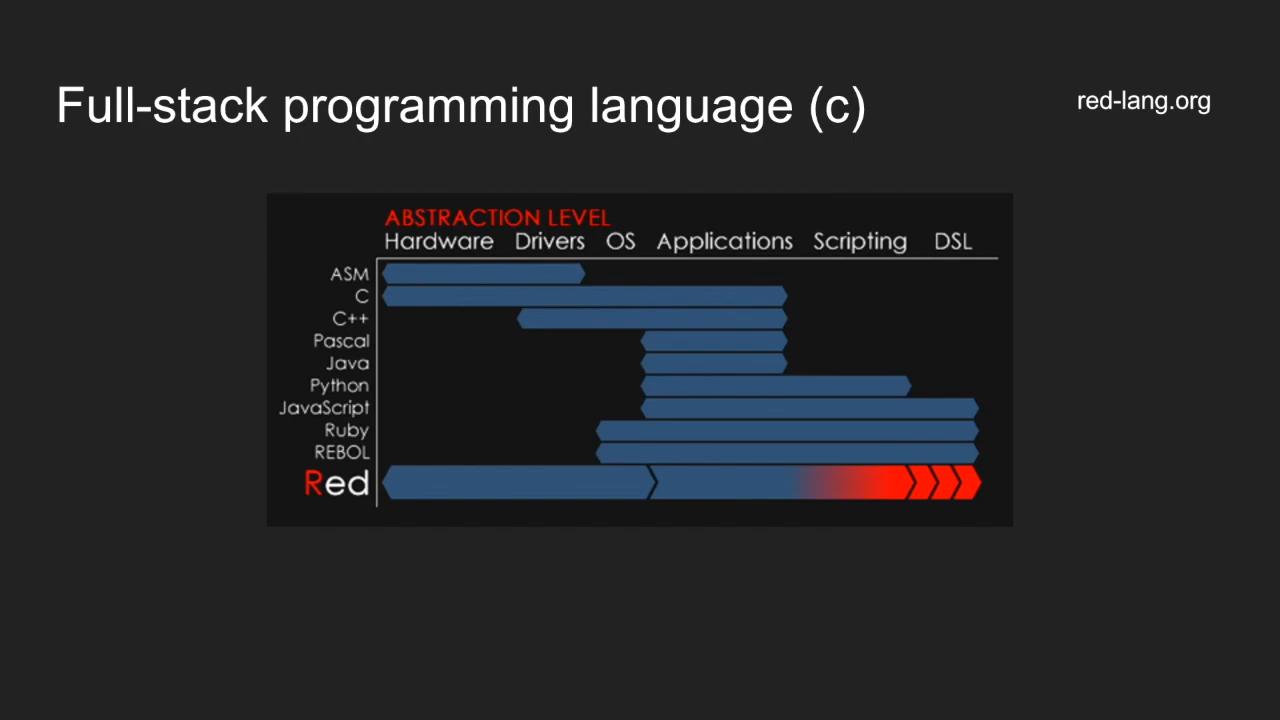 Full-stack programming language (c)
red-lang.org
ABSTRACTION LEVEL
Hardware Drivers OS Applications Scripting DSL
ASM
C
C++
Pascal
Java
Python
JavaScript
Ruby
REBOL
Red